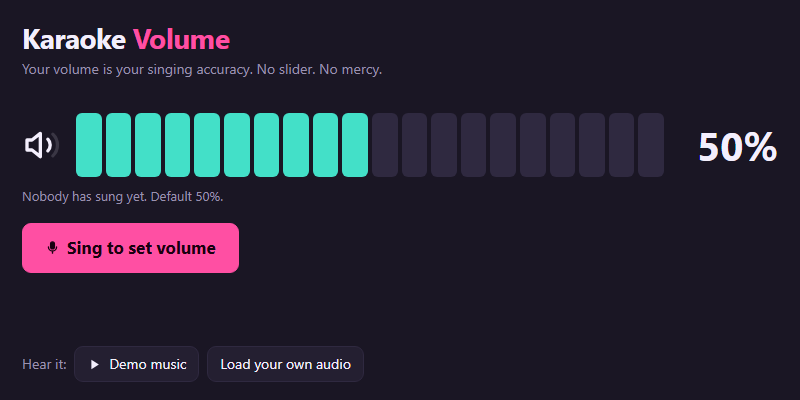 Karaoke Volume
Your volume is your singing accuracy. No slider. No mercy.
50%
Nobody has sung yet. Default 50%.
Sing to set volume
Hear it: Demo music Load your own audio